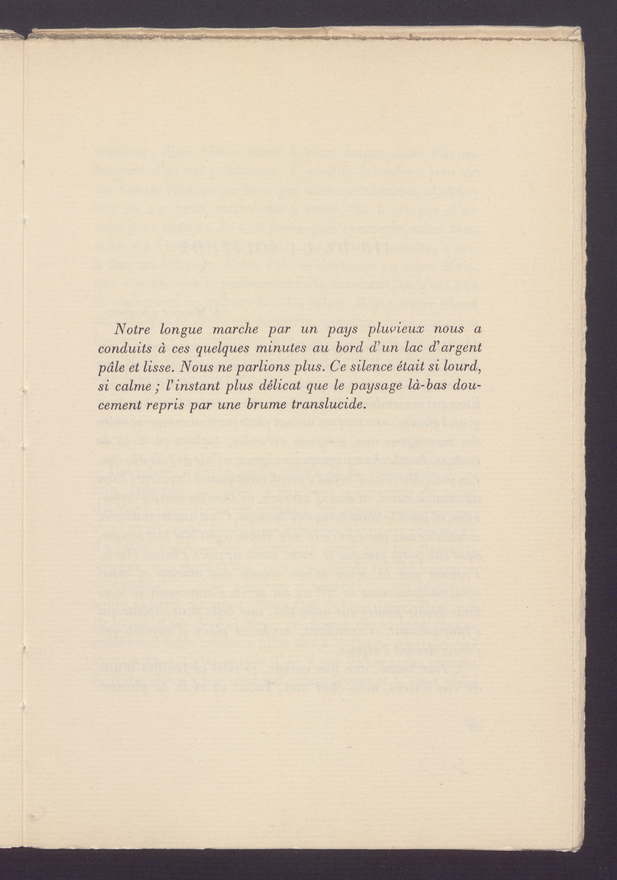 Notre longue marche par un pays pluvieux nous a
conduits à ces quelques minutes au bord d'un lac d'argent
pâle et lisse. Nous ne parlions plus. Ce silence était si lourd,
si calme ; l'instant plus délicat que le paysage là-bas dou-
cement repris par une brume translucide.